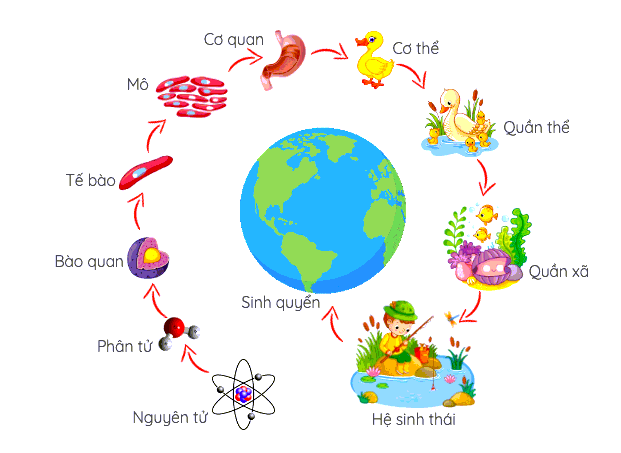 Nguyên tử
Phân tử
Bào quan
Tế bào
Mô
Cơ quan
Cơ thể
Quần thể
Quần xã
Hệ sinh thái
Sinh quyển